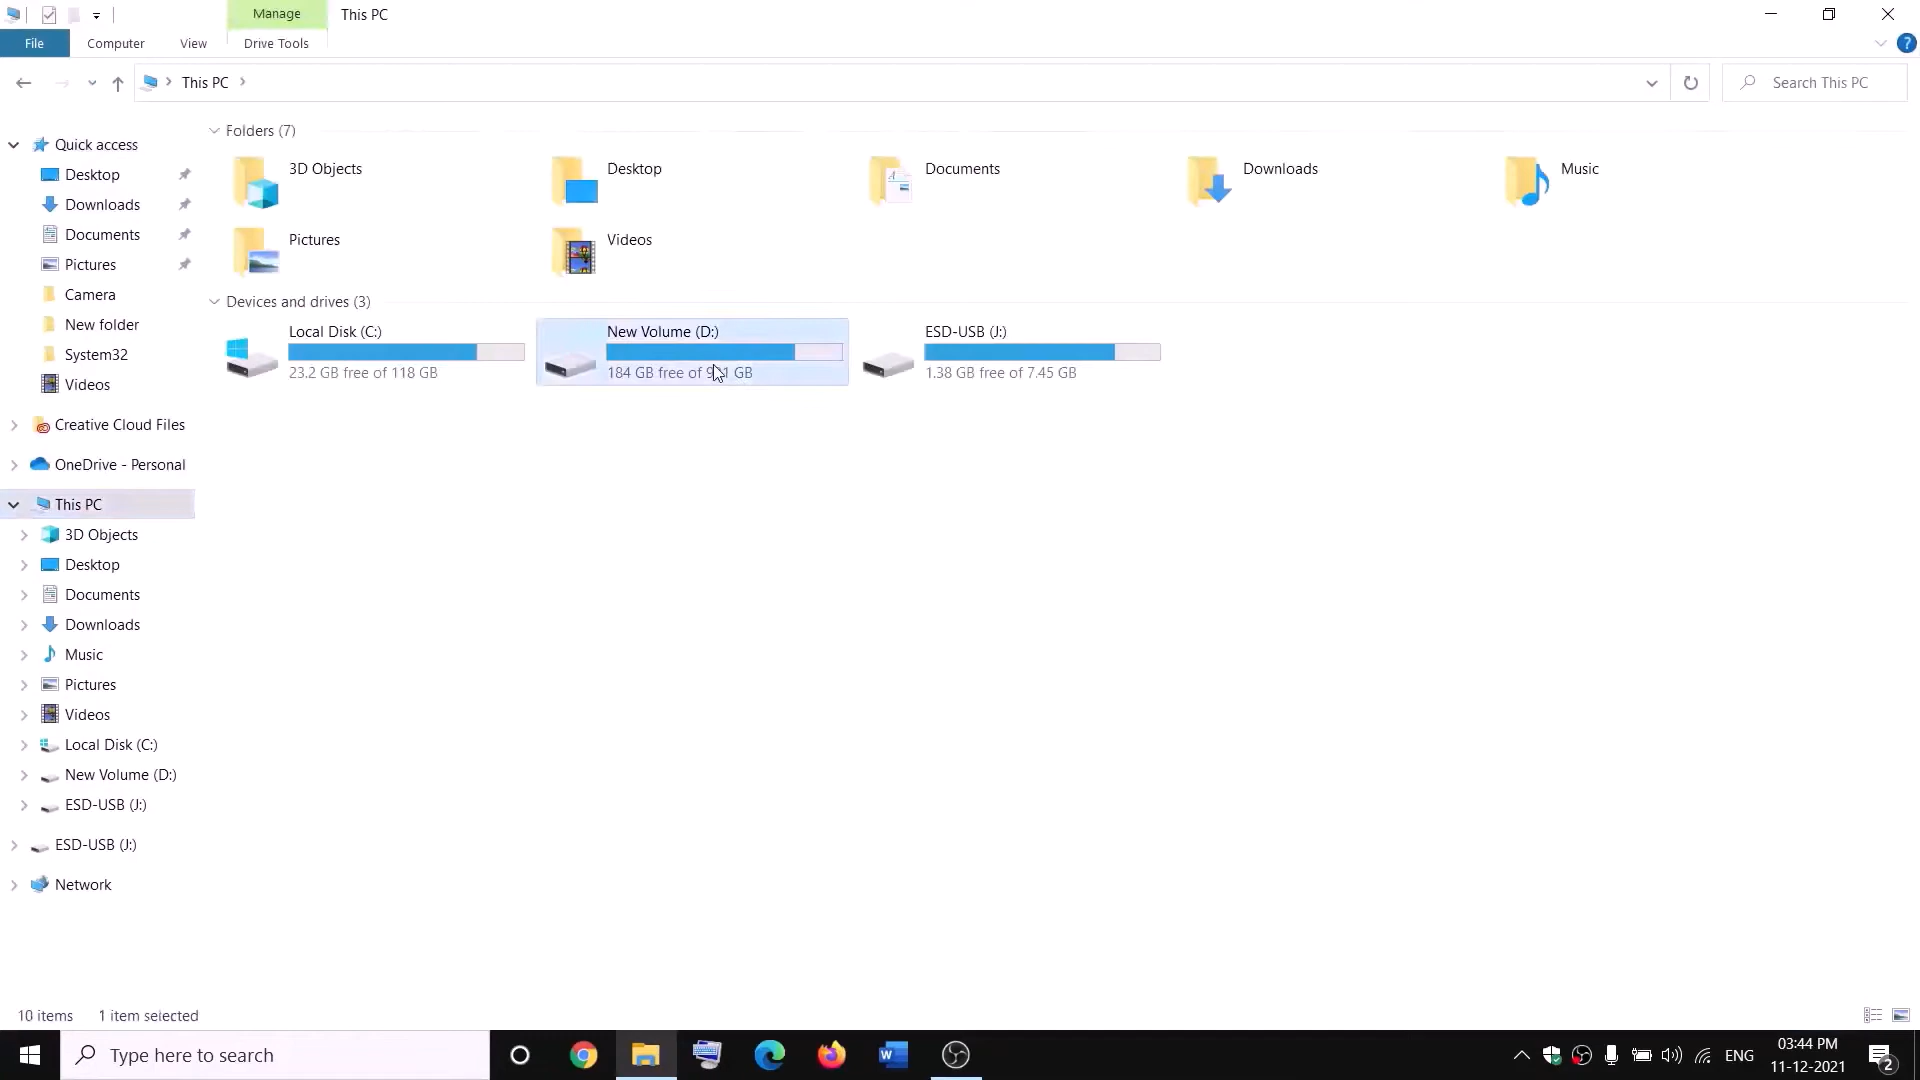 Manage
This PC
File
Computer
View
Drive Tools
This PC
Search This PC
Quick access
Desktop
Downloads
Documents
Pictures
Camera
New folder
System32
Videos
Creative Cloud Files
OneDrive - Personal
This PC
3D Objects
Desktop
Documents
Downloads
Music
Pictures
Videos
Local Disk (C:)
New Volume (D:)
ESD-USB (J:)
ESD-USB (J:)
Network
Folders (7)
3D Objects
Desktop
Documents
Downloads
Music
Pictures
Videos
Devices and drives (3)
Local Disk (C:)
23.2 GB free of 118 GB
New Volume (D:)
184 GB free of GB
ESD-USB (J:)
1.38 GB free of 7.45 GB
10 items
1 item selected
Type here to search
ENG
03:44 PM
11-12-2021
2